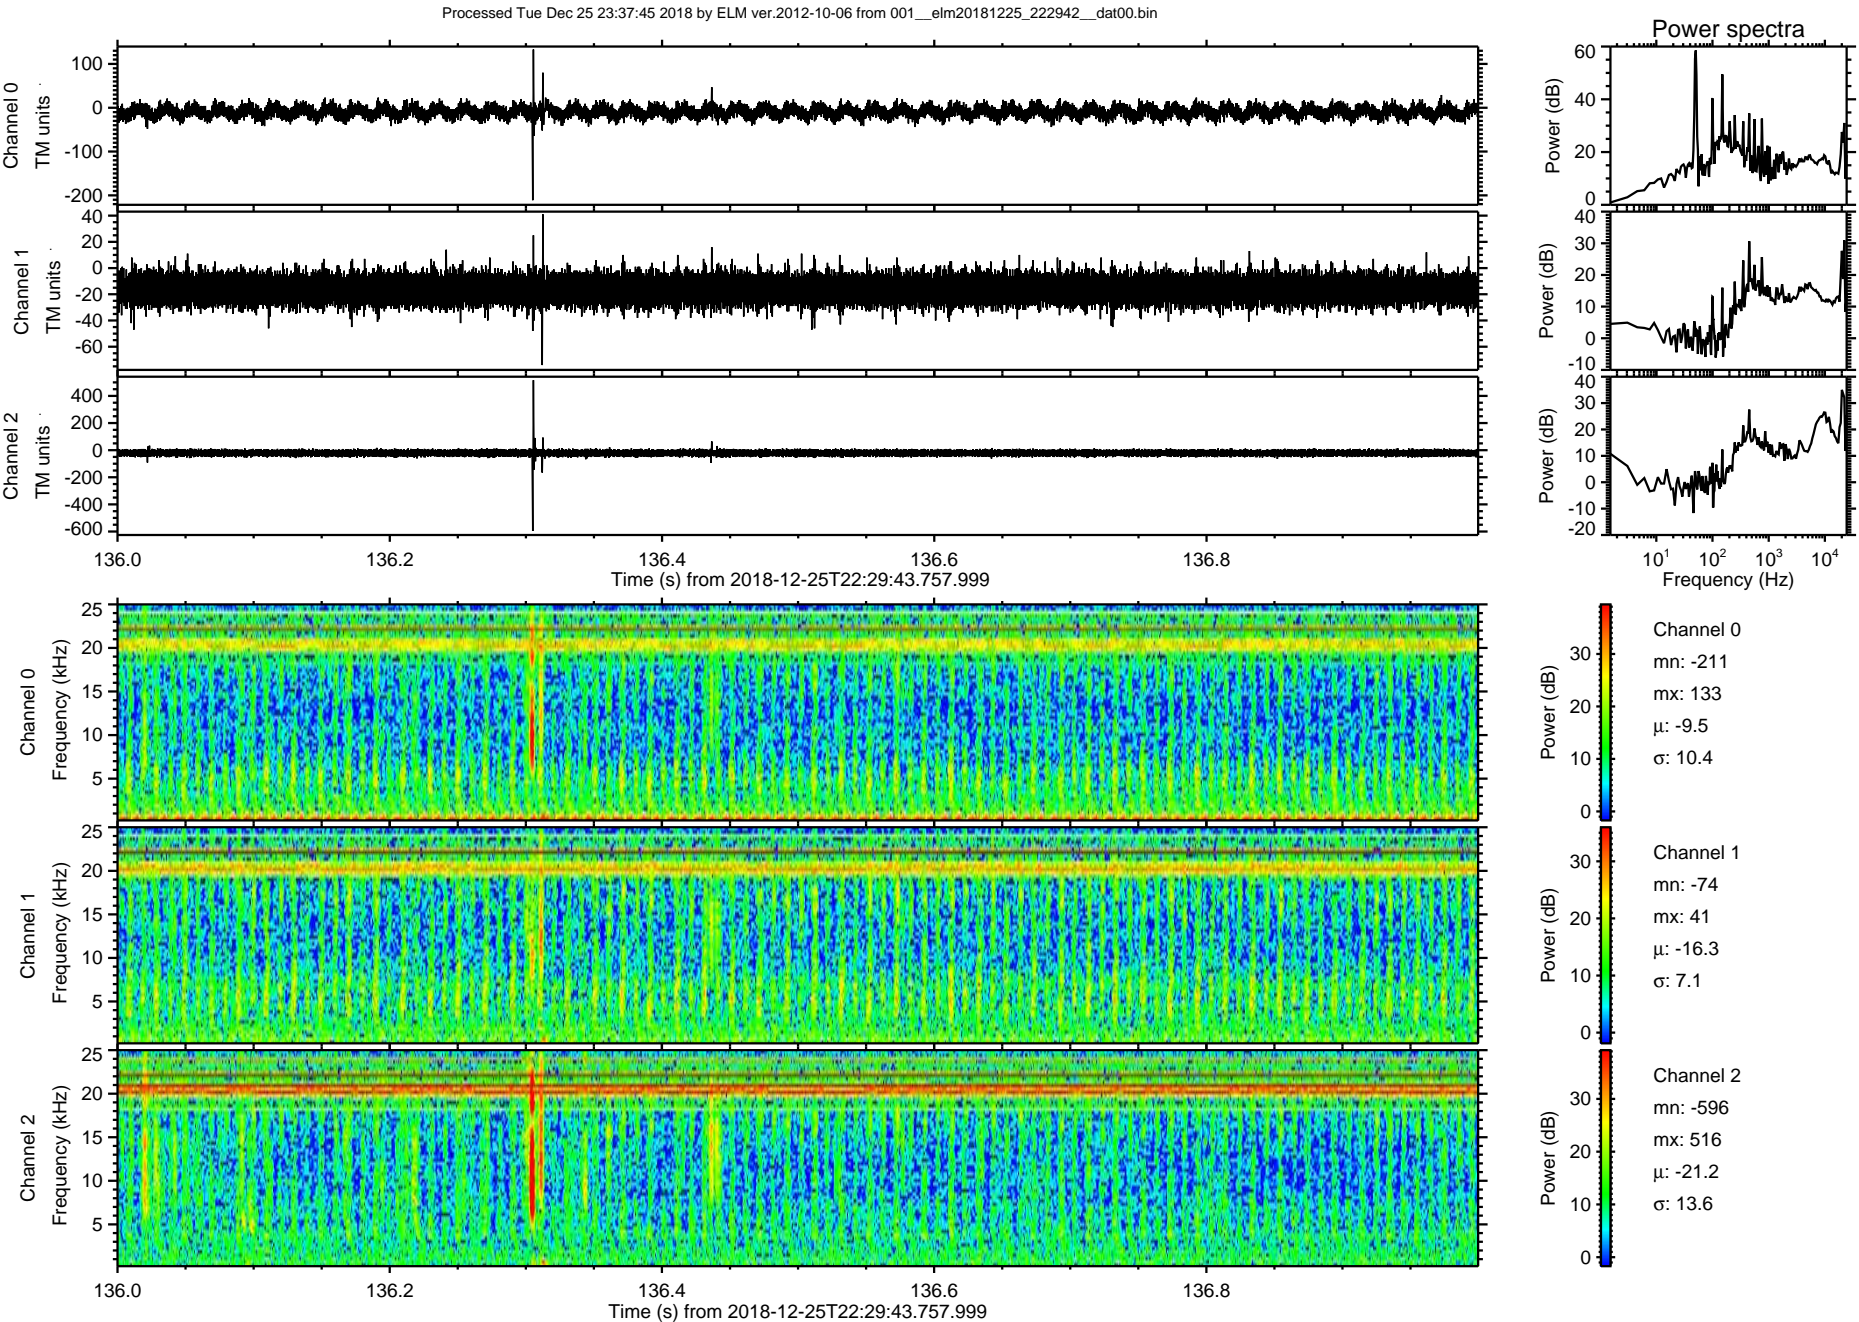 Processed Tue Dec 25 23:37:45 2018 by ELM ver.2012-10-06 from 001__elm20181225_222942__dat00.bin
Power spectra
Channel 0
TM units
100
0
-100
-200
Power (dB)
60
40
20
0
Channel 1
TM units
40
20
0
-20
-40
-60
Power (dB)
40
30
20
10
0
-10
Channel 2
TM units
400
200
0
-200
-400
-600
Power (dB)
40
30
20
10
0
-10
-20
136.0 136.2 136.4 136.6 136.8
Time (s) from 2018-12-25T22:29:43.757.999
10¹ 10² 10³ 10⁴
Frequency (Hz)
Channel 0
Frequency (kHz)
25
20
15
10
5
Power (dB)
30
20
10
0
Channel 0
mn: -211
mx: 133
μ: -9.5
σ: 10.4
Channel 1
Frequency (kHz)
25
20
15
10
5
Power (dB)
30
20
10
0
Channel 1
mn: -74
mx: 41
μ: -16.3
σ: 7.1
Channel 2
Frequency (kHz)
25
20
15
10
5
Power (dB)
30
20
10
0
Channel 2
mn: -596
mx: 516
μ: -21.2
σ: 13.6
136.0 136.2 136.4 136.6 136.8
Time (s) from 2018-12-25T22:29:43.757.999